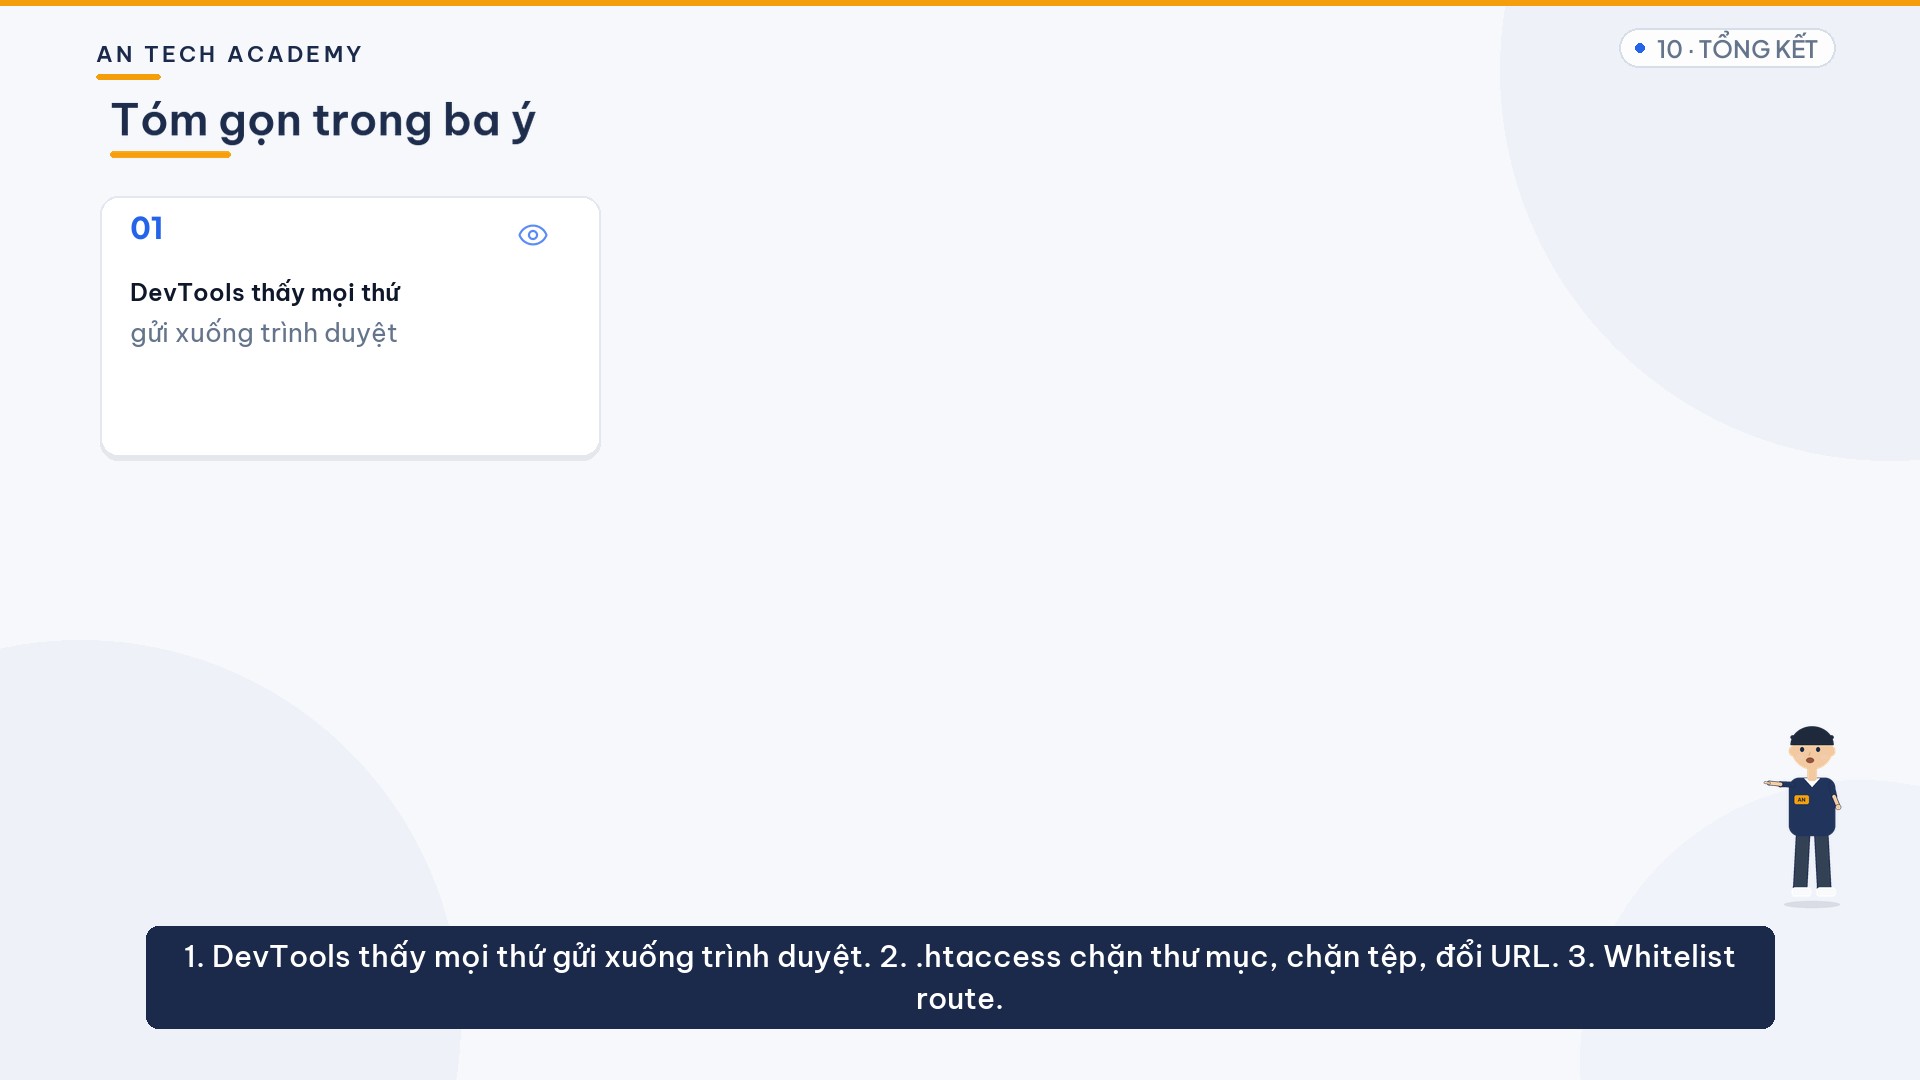 AN TECH ACADEMY
10 · TỔNG KẾT
Tóm gọn trong ba ý
01
DevTools thấy mọi thứ
gửi xuống trình duyệt
AN
1. DevTools thấy mọi thứ gửi xuống trình duyệt. 2. .htaccess chặn thư mục, chặn tệp, đổi URL. 3. Whitelist
route.